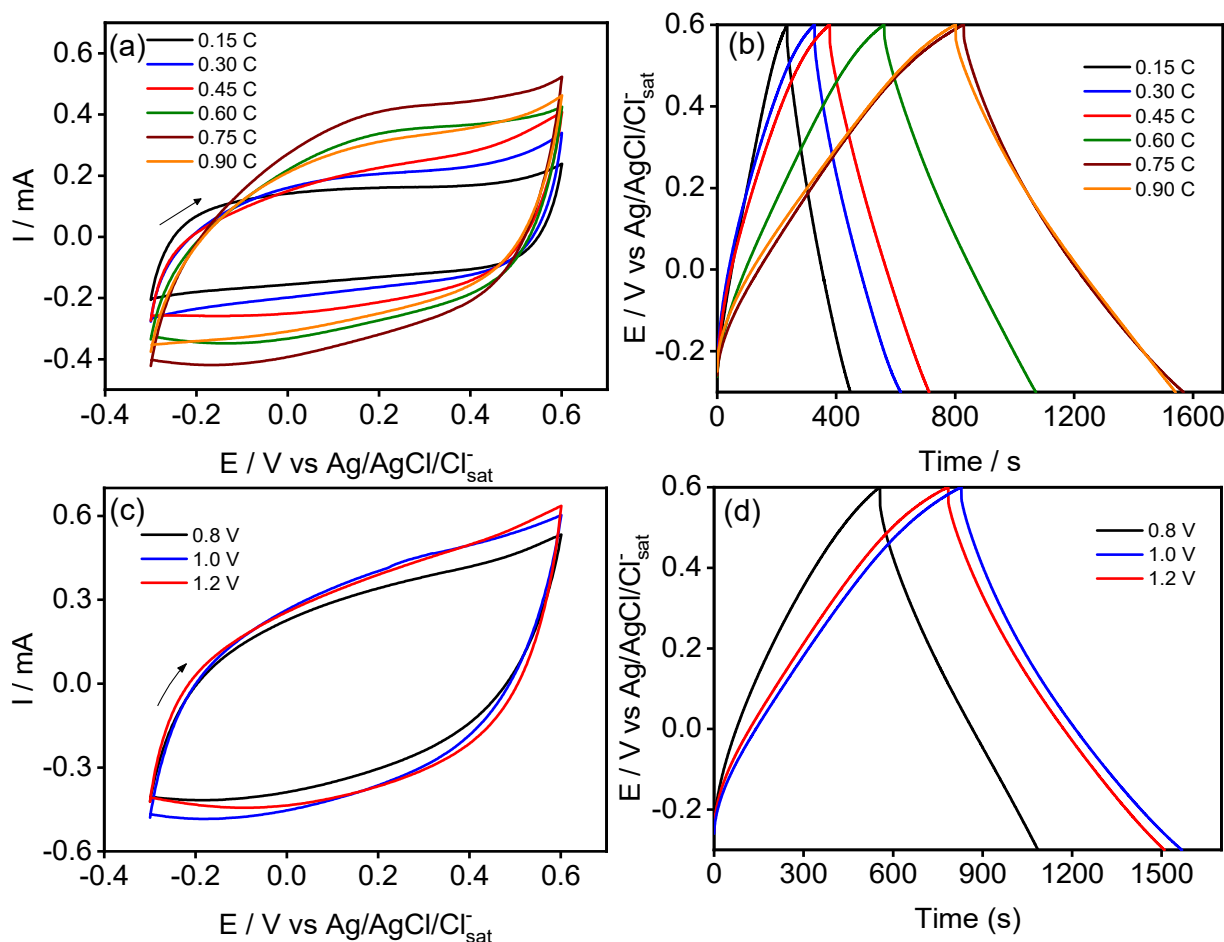 (a)
0.15 C
0.30 C
0.45 C
0.60 C
0.75 C
0.90 C
I / mA
0.6
0.4
0.2
0.0
-0.2
-0.4
-0.4 -0.2 0.0 0.2 0.4 0.6
E / V vs Ag/AgCl/Cl⁻sat
(b)
0.15 C
0.30 C
0.45 C
0.60 C
0.75 C
0.90 C
E / V vs Ag/AgCl/Cl⁻sat
0.6
0.4
0.2
0.0
-0.2
0 400 800 1200 1600
Time / s
(c)
0.8 V
1.0 V
1.2 V
I / mA
0.6
0.3
0.0
-0.3
-0.6
-0.4 -0.2 0.0 0.2 0.4 0.6
E / V vs Ag/AgCl/Cl⁻sat
(d)
0.8 V
1.0 V
1.2 V
E / V vs Ag/AgCl/Cl⁻sat
0.6
0.4
0.2
0.0
-0.2
0 300 600 900 1200 1500
Time (s)